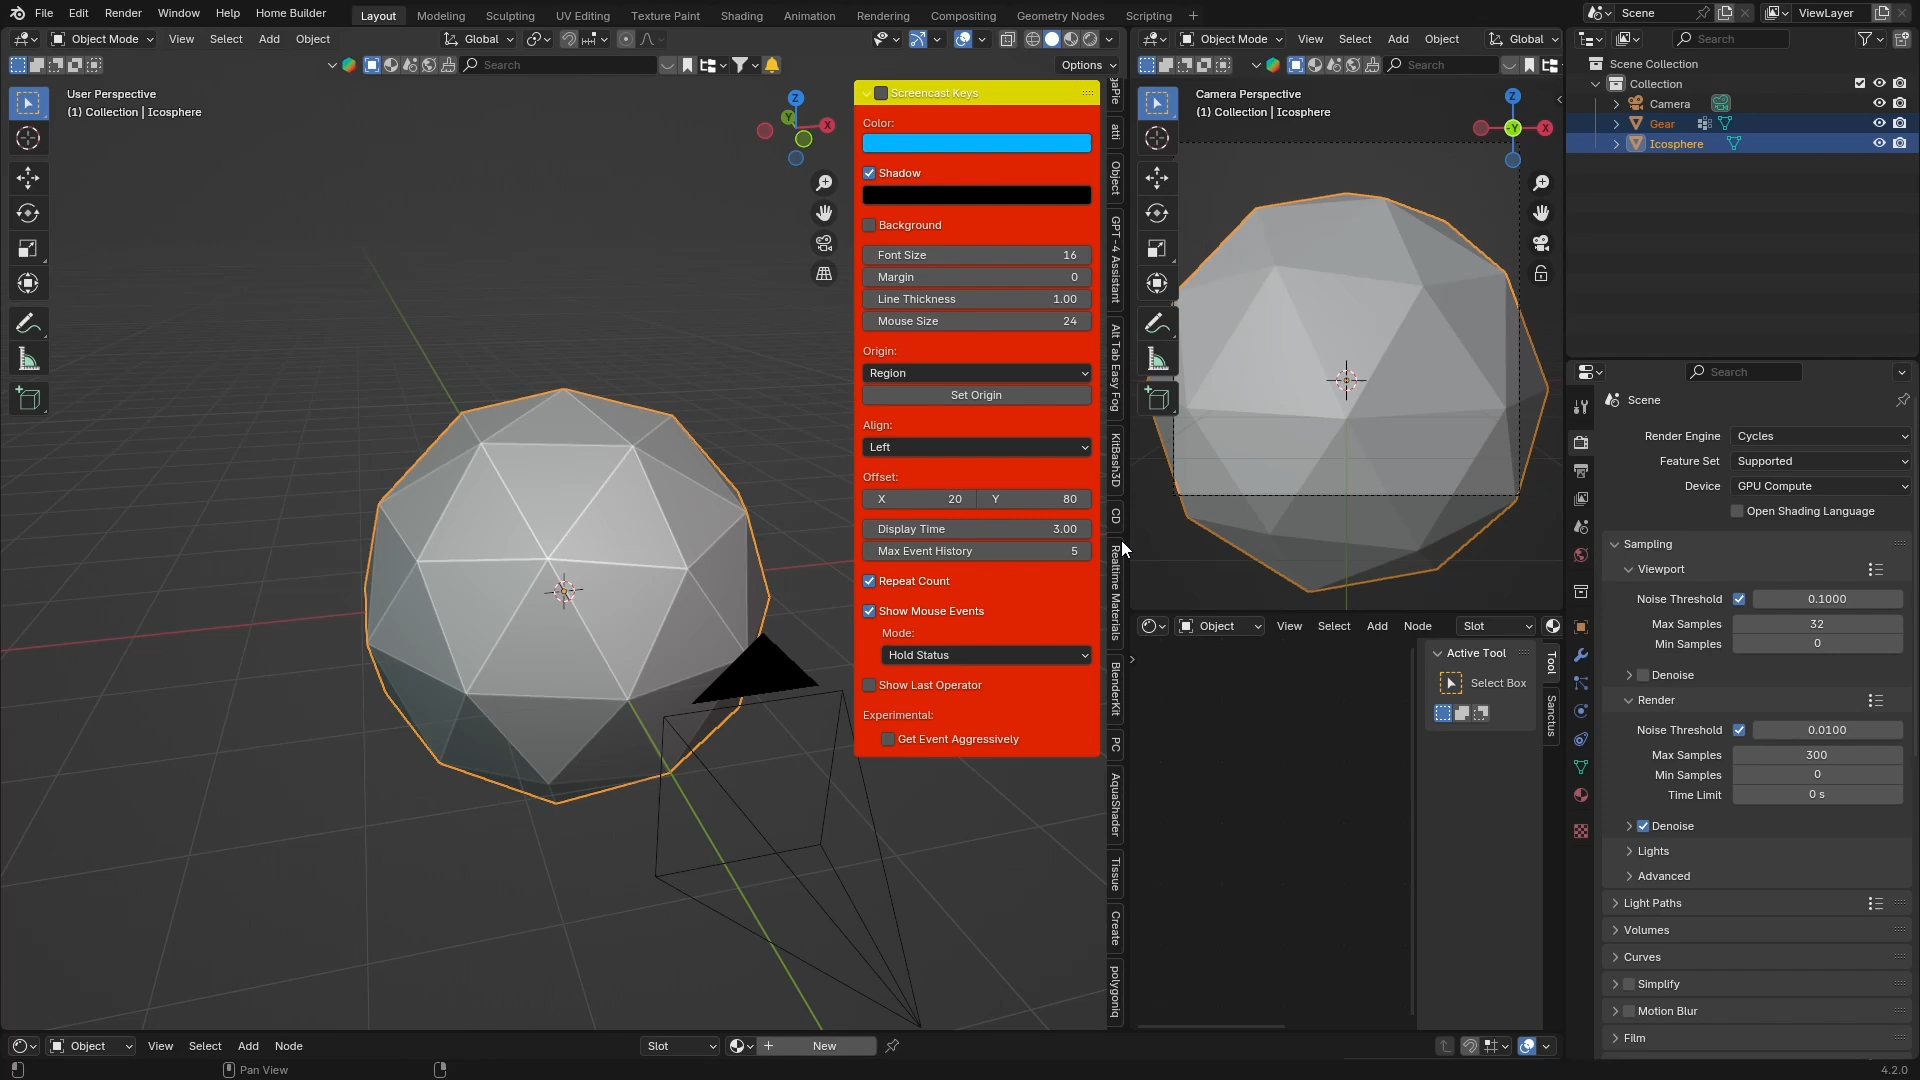 File Edit Render Window Help Home Builder Layout Modeling Sculpting UV Editing Texture Paint Shading Animation Rendering Compositing Geometry Nodes Scripting + Scene ViewLayer
Object Mode View Select Add Object Global
Object Mode View Select Add Object Global
Search
Search Options
Search
User Perspective
(1) Collection | Icosphere
Z
Y
X
Screencast Keys
Color:
Shadow
Background
Font Size 16
Margin 0
Line Thickness 1.00
Mouse Size 24
Origin:
Region
Set Origin
Align:
Left
Offset:
X 20 Y 80
Display Time 3.00
Max Event History 5
Repeat Count
Show Mouse Events
Mode:
Hold Status
Show Last Operator
Experimental:
Get Event Aggressively
aPie
atti
Object
GPT-4 Assistant
Alt Tab Easy Fog
KitBash3D
CD
Realtime Materials
BlenderKit
PC
AquaShader
Tissue
Create
polygoniq
Camera Perspective
(1) Collection | Icosphere
Z
-Y
X
Object View Select Add Node Slot
Active Tool
Select Box
Tool
Sanctus
Scene Collection
Collection
Camera
Gear
Icosphere
Search
Scene
Render Engine Cycles
Feature Set Supported
Device GPU Compute
Open Shading Language
Sampling
Viewport
Noise Threshold 0.1000
Max Samples 32
Min Samples 0
Denoise
Render
Noise Threshold 0.0100
Max Samples 300
Min Samples 0
Time Limit 0 s
Denoise
Lights
Advanced
Light Paths
Volumes
Curves
Simplify
Motion Blur
Film
Object View Select Add Node Slot + New
Pan View
4.2.0